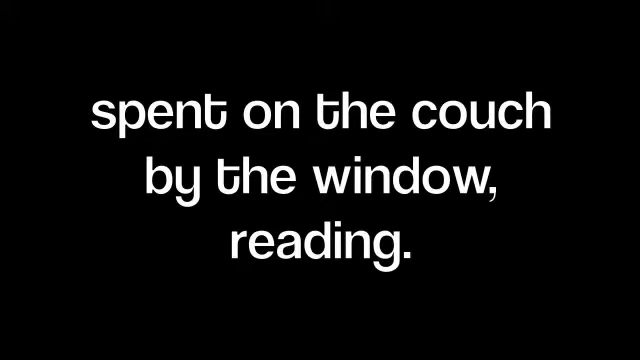 spent on the couch
by the window,
reading.